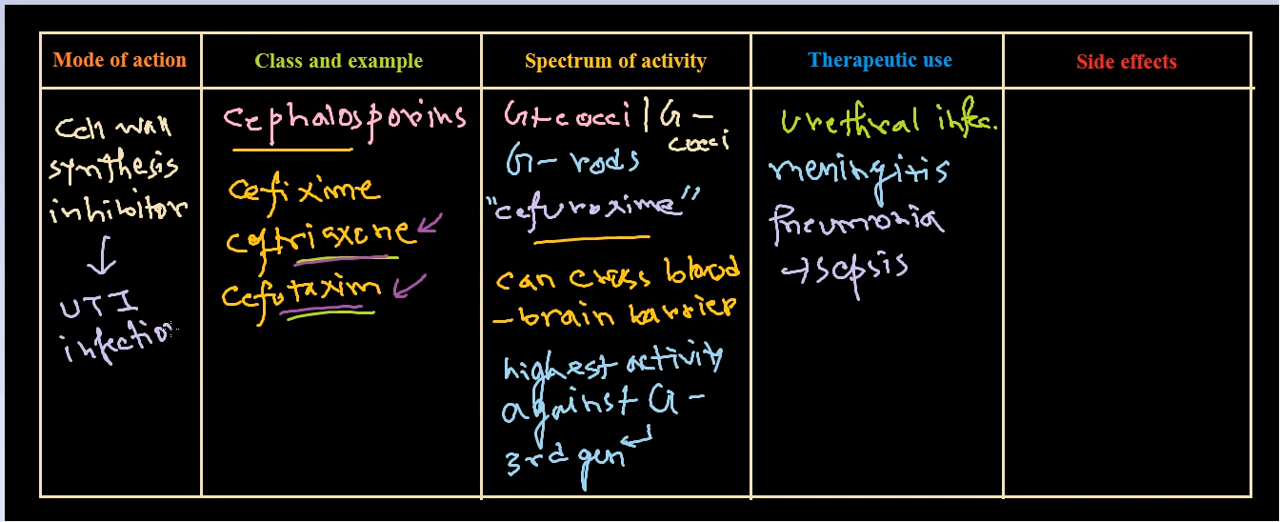 Mode of action
Class and example
Spectrum of activity
Therapeutic use
Side effects
Cell wall
synthesis
inhibitor
↓
UTI
infection
Cephalosporins
Cefixime
Ceftriaxone
Cefotaxim
G+cocci | G-
cocci
G- rods
"cefuroxime"
can cross blood
-brain barrier
highest activity
against G-
3rd gen
Urethral infec.
meningitis
Pneumonia
→ sepsis